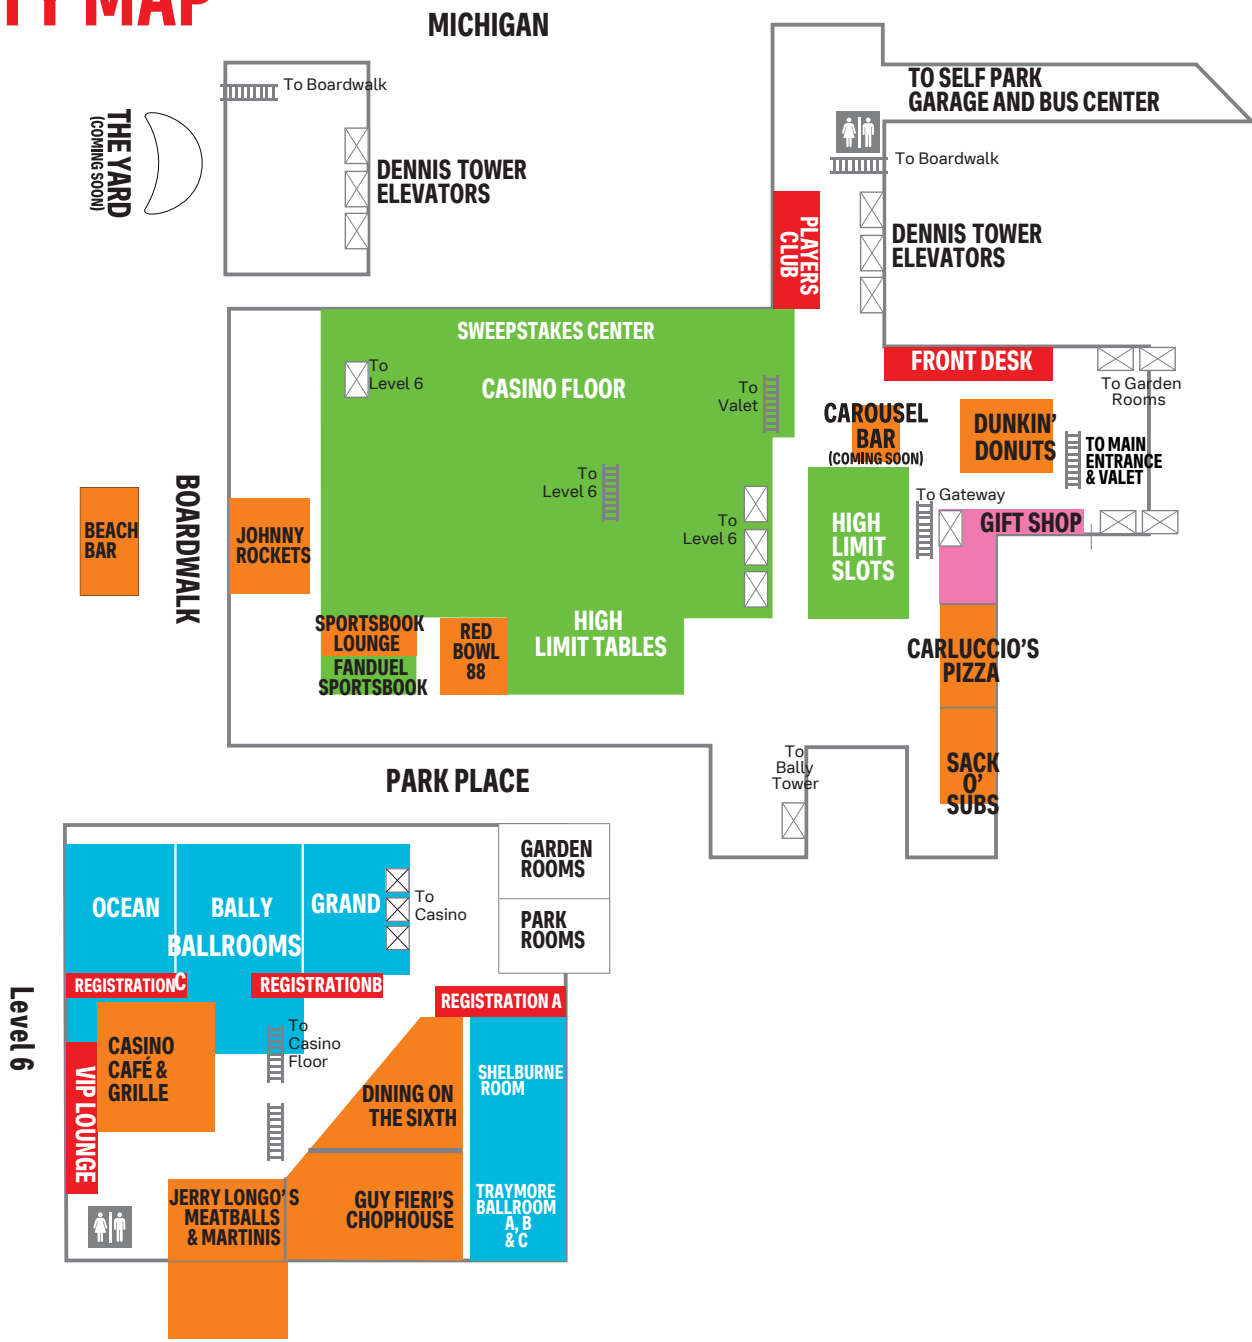 TY MAP
MICHIGAN
To Boardwalk
THE YARD
(COMING SOON)
DENNIS TOWER
ELEVATORS
TO SELF PARK
GARAGE AND BUS CENTER
To Boardwalk
PLAYERS
CLUB
DENNIS TOWER
ELEVATORS
SWEEPSTAKES CENTER
To
Level 6
CASINO FLOOR
To
Valet
FRONT DESK
To Garden
Rooms
CAROUSEL
BAR
(COMING SOON)
DUNKIN'
DONUTS
TO MAIN
ENTRANCE
& VALET
To
Level 6
To
Level 6
To Gateway
GIFT SHOP
HIGH
LIMIT
SLOTS
BOARDWALK
BEACH
BAR
JOHNNY
ROCKETS
SPORTSBOOK
LOUNGE
FANDUEL
SPORTSBOOK
RED
BOWL
88
HIGH
LIMIT TABLES
CARLUCCIO'S
PIZZA
SACK
O'
SUBS
To
Bally
Tower
PARK PLACE
GARDEN
ROOMS
PARK
ROOMS
OCEAN
BALLY
BALLROOMS
GRAND
To
Casino
REGISTRATION C
REGISTRATION B
REGISTRATION A
Level 6
CASINO
CAFÉ &
GRILLE
To
Casino
Floor
VIP LOUNGE
DINING ON
THE SIXTH
SHELBURNE
ROOM
JERRY LONGO'S
MEATBALLS
& MARTINIS
GUY FIERI'S
CHOPHOUSE
TRAYMORE
BALLROOM
A, B
& C